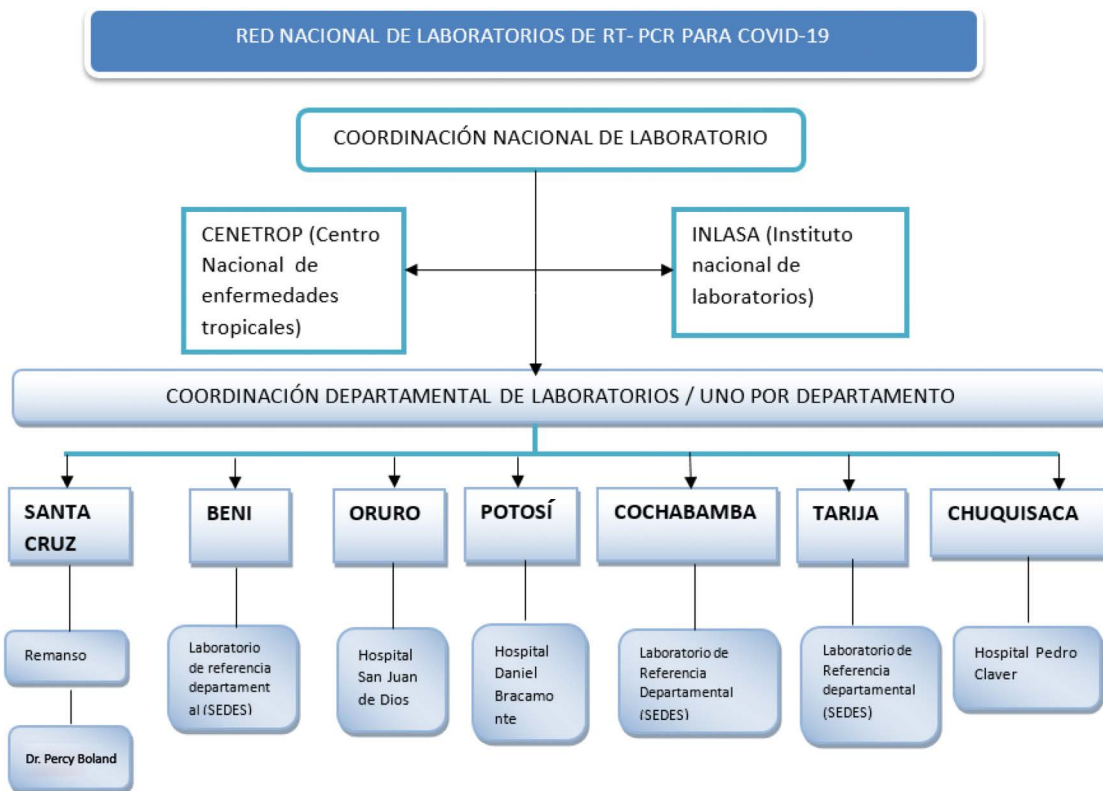 RED NACIONAL DE LABORATORIOS DE RT- PCR PARA COVID-19
COORDINACIÓN NACIONAL DE LABORATORIO
CENETROP (Centro
Nacional de
enfermedades
tropicales)
INLASA (Instituto
nacional de
laboratorios)
COORDINACIÓN DEPARTAMENTAL DE LABORATORIOS / UNO POR DEPARTAMENTO
SANTA
CRUZ
BENI
ORURO
POTOSÍ
COCHABAMBA
TARIJA
CHUQUISACA
Remanso
Dr. Percy Boland
Laboratorio
de referencia
departament
al (SEDES)
Hospital
San Juan
de Dios
Hospital
Daniel
Bracamo
nte
Laboratorio de
Referencia
Departamental
(SEDES)
Laboratorio de
Referencia
departamental
(SEDES)
Hospital Pedro
Claver